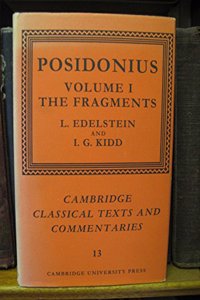 POSIDONIUS
VOLUME I
THE FRAGMENTS
L. EDELSTEIN
AND
I. G. KIDD
CAMBRIDGE
CLASSICAL TEXTS AND
COMMENTARIES
13
CAMBRIDGE UNIVERSITY PRESS